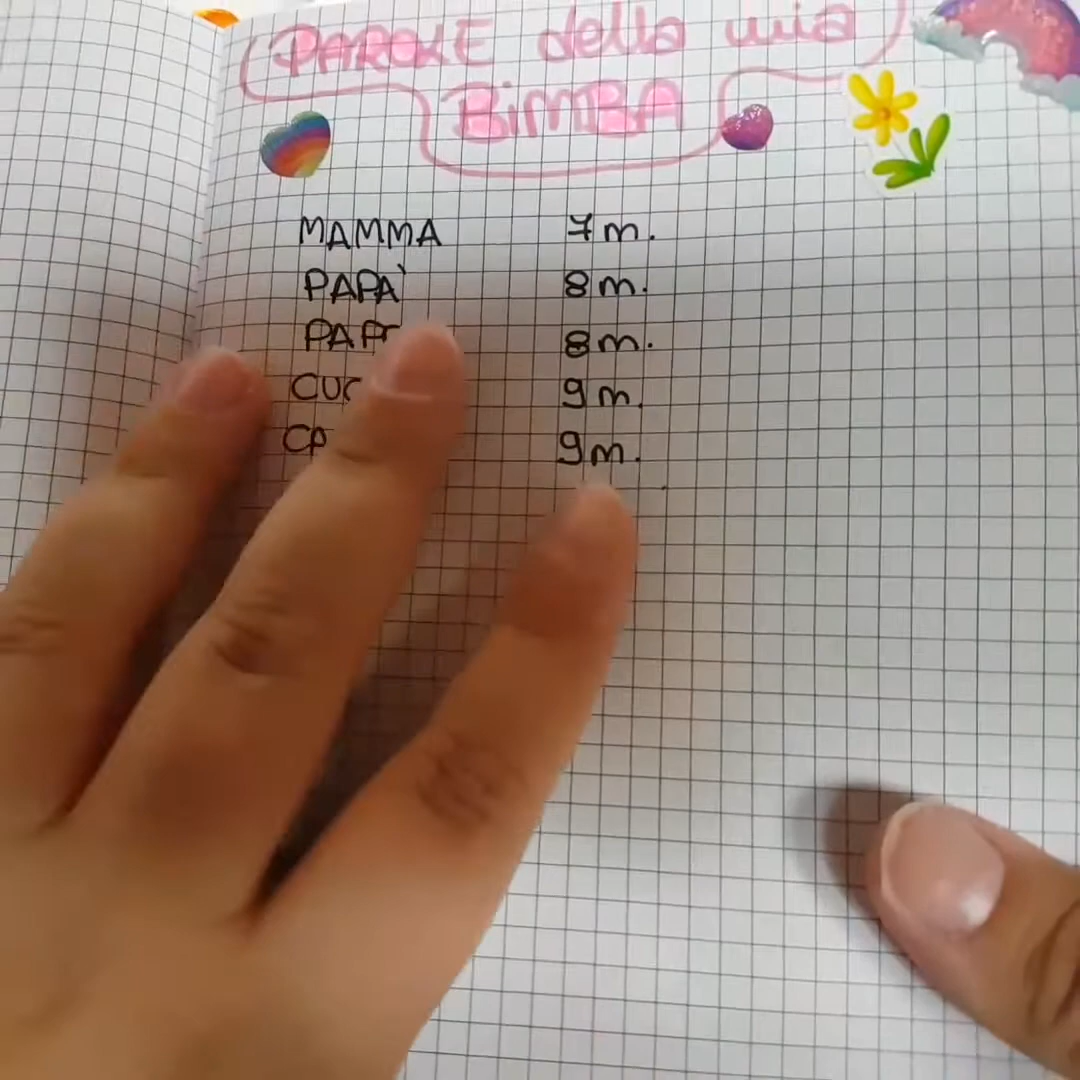 PAROLE della mia
BIMBA
MAMMA 7m.
PAPÀ 8m.
8m.
9m.
9m.